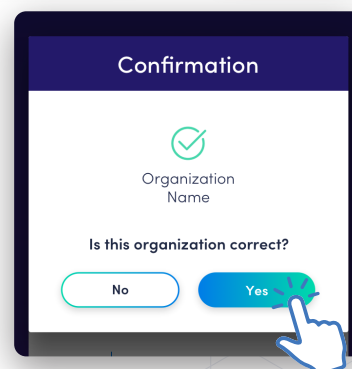 Confirmation
Organization
Name
Is this organization correct?
No
Yes